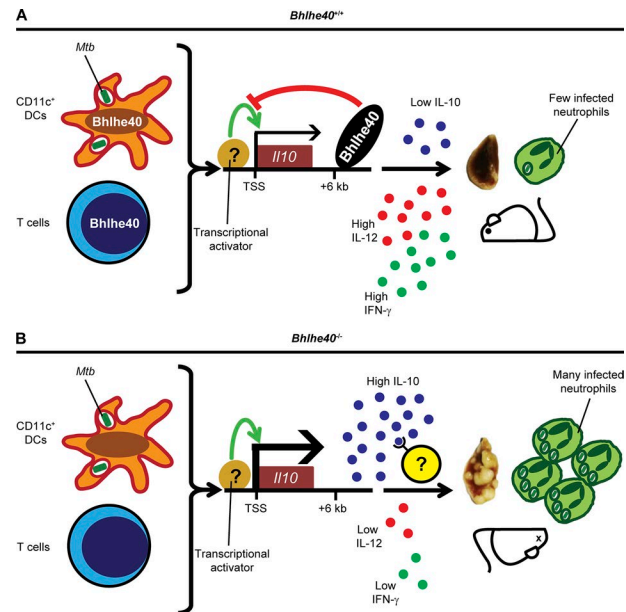 A
Bhlhe40+/+
Mtb
CD11c+
DCs
Bhlhe40
T cells
Bhlhe40
?
Il10
Bhlhe40
TSS
+6 kb
Transcriptional
activator
Low IL-10
High
IL-12
High
IFN-γ
Few infected
neutrophils
B
Bhlhe40-/-
Mtb
CD11c+
DCs
T cells
?
Il10
TSS
+6 kb
Transcriptional
activator
High IL-10
?
Low
IL-12
Low
IFN-γ
Many infected
neutrophils
x